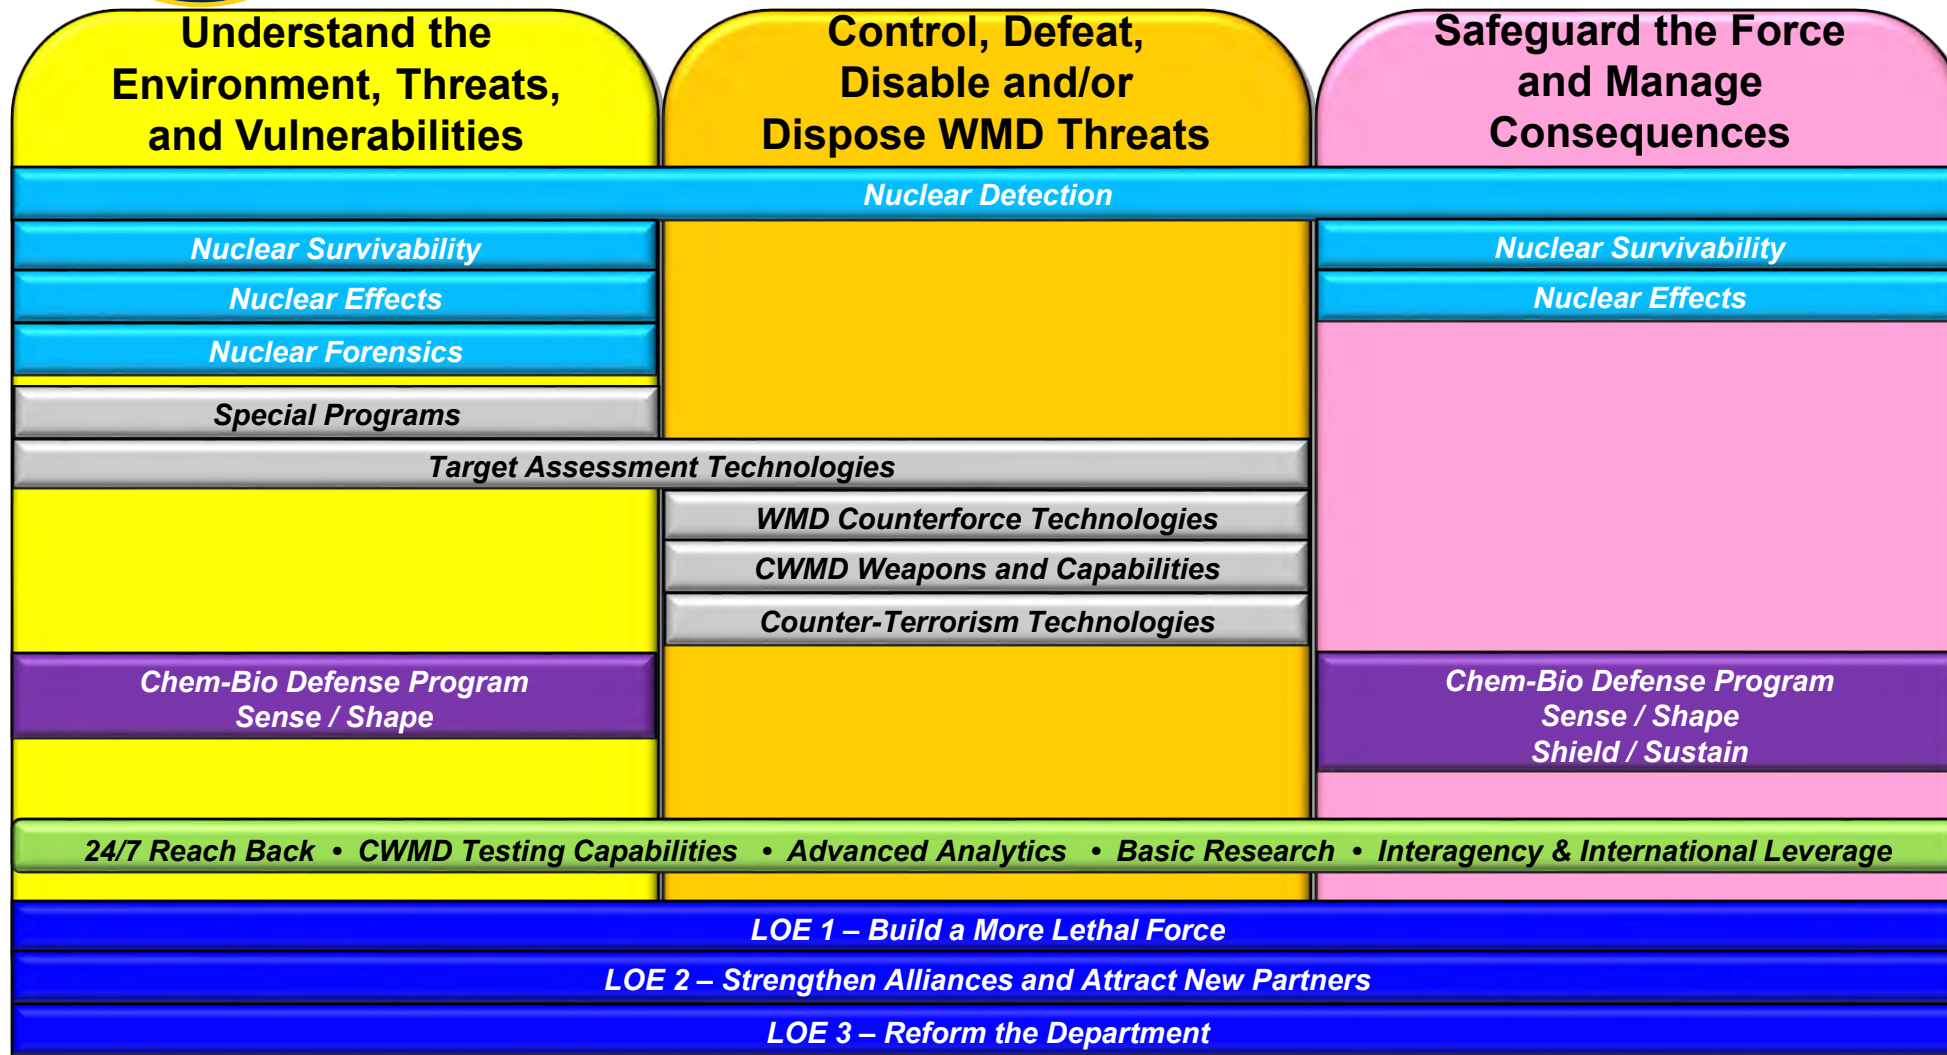 Understand the
Environment, Threats,
and Vulnerabilities
Control, Defeat,
Disable and/or
Dispose WMD Threats
Safeguard the Force
and Manage
Consequences
Nuclear Detection
Nuclear Survivability
Nuclear Survivability
Nuclear Effects
Nuclear Effects
Nuclear Forensics
Special Programs
Target Assessment Technologies
WMD Counterforce Technologies
CWMD Weapons and Capabilities
Counter-Terrorism Technologies
Chem-Bio Defense Program
Sense / Shape
Chem-Bio Defense Program
Sense / Shape
Shield / Sustain
24/7 Reach Back • CWMD Testing Capabilities • Advanced Analytics • Basic Research • Interagency & International Leverage
LOE 1 – Build a More Lethal Force
LOE 2 – Strengthen Alliances and Attract New Partners
LOE 3 – Reform the Department